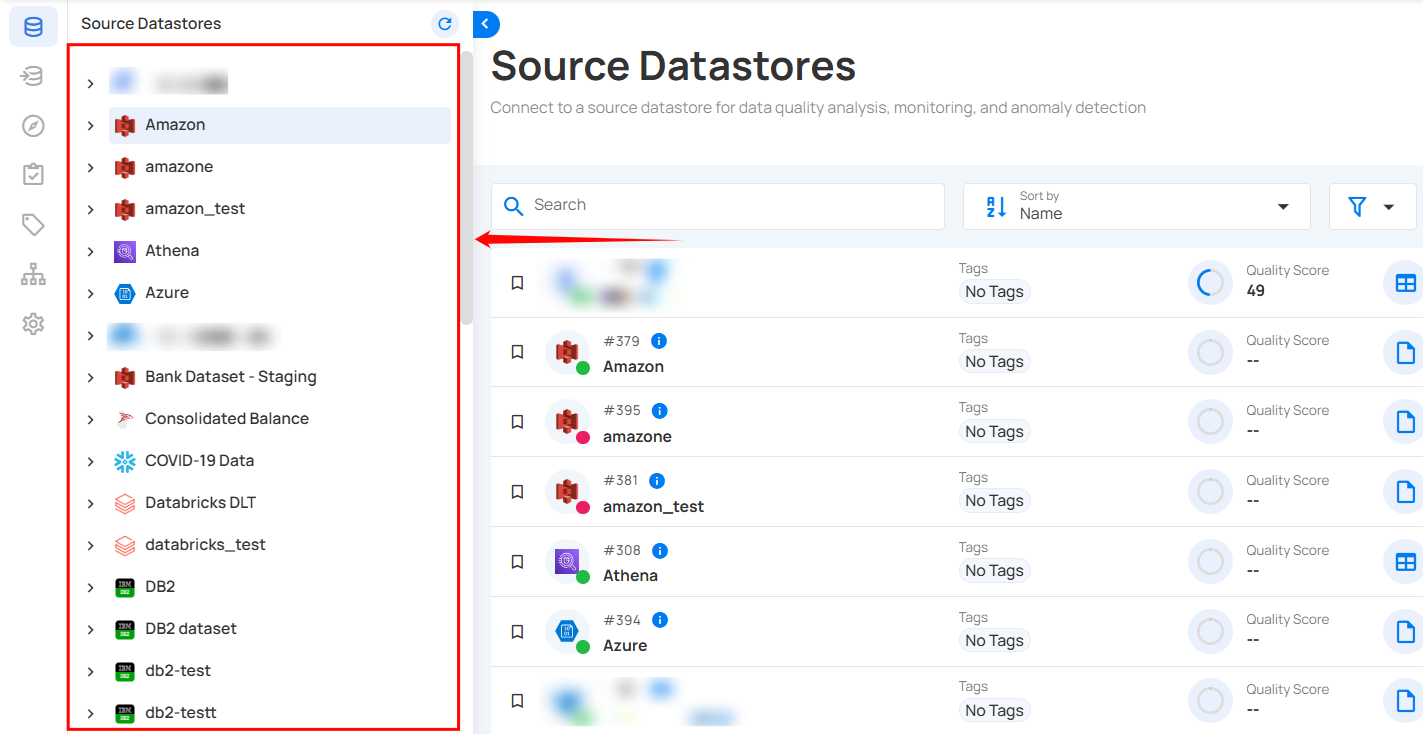 Source Datastores
Amazon
amazone
amazon_test
Athena
Azure
Bank Dataset - Staging
Consolidated Balance
COVID-19 Data
Databricks DLT
databricks_test
DB2
DB2 dataset
db2-test
db2-testt
Source Datastores
Connect to a source datastore for data quality analysis, monitoring, and anomaly detection
Search
Sort by
Name
Tags
No Tags
Quality Score
49
#379
Amazon
Tags
No Tags
Quality Score
--
#395
amazone
Tags
No Tags
Quality Score
--
#381
amazon_test
Tags
No Tags
Quality Score
--
#308
Athena
Tags
No Tags
Quality Score
--
#394
Azure
Tags
No Tags
Quality Score
--
Tags
No Tags
Quality Score
--